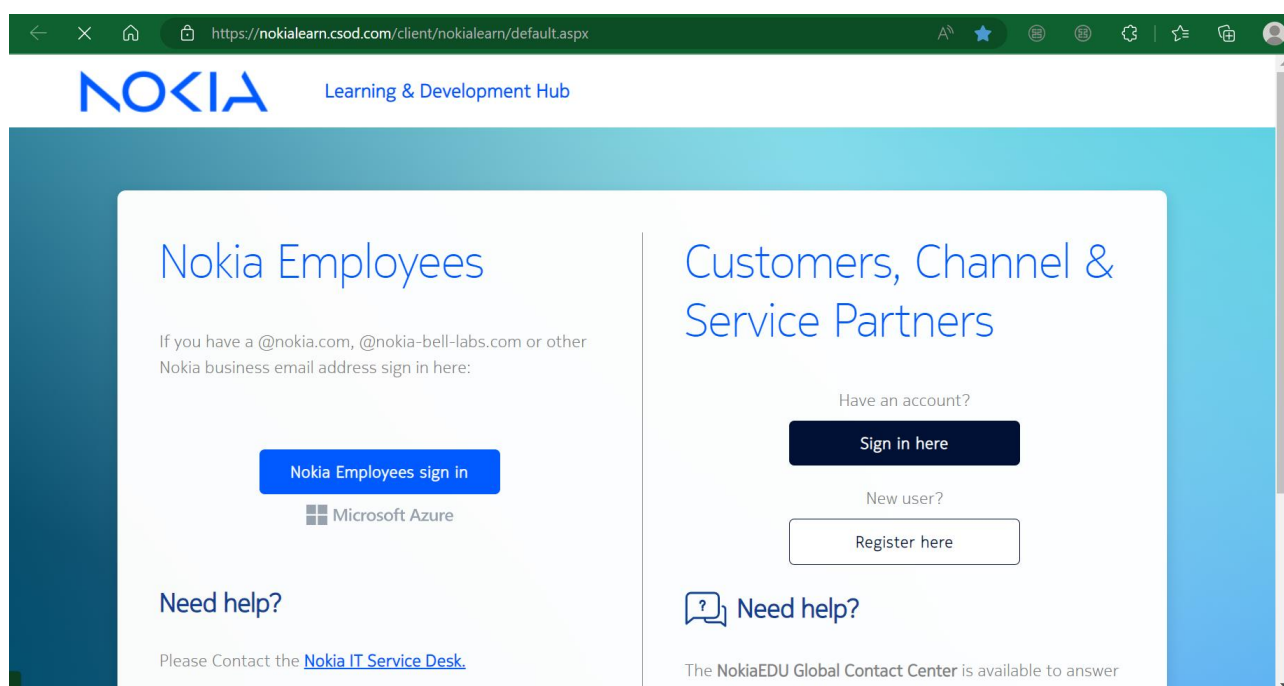 https://nokialearn.csod.com/client/nokialearn/default.aspx
NOKIA
Learning & Development Hub
Nokia Employees
If you have a @nokia.com, @nokia-bell-labs.com or other
Nokia business email address sign in here:
Nokia Employees sign in
Microsoft Azure
Need help?
Please Contact the Nokia IT Service Desk.
Customers, Channel &
Service Partners
Have an account?
Sign in here
New user?
Register here
Need help?
The NokiaEDU Global Contact Center is available to answer